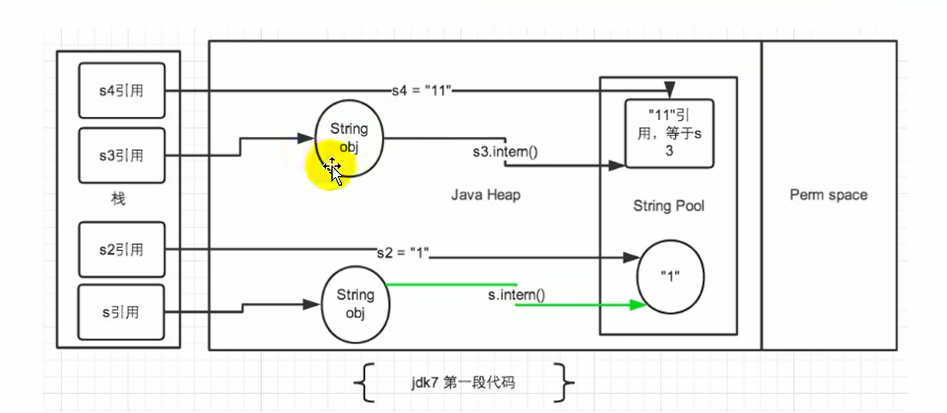 s4引用
s4 = "11"
"11"引
用，等于s
3
String
obj
s3引用
s3.intern()
栈
Java Heap
String Pool
Perm space
s2引用
s2 = "1"
"1"
String
obj
s.intern()
s引用
jdk7 第一段代码